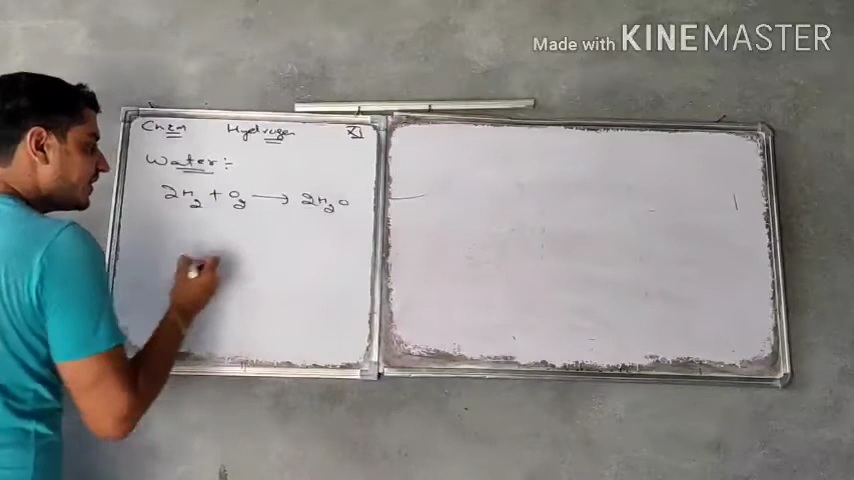 Made with KINEMASTER
Chem Hydrogen XI
Water :-
2H₂ + O₂ ⟶ 2H₂O